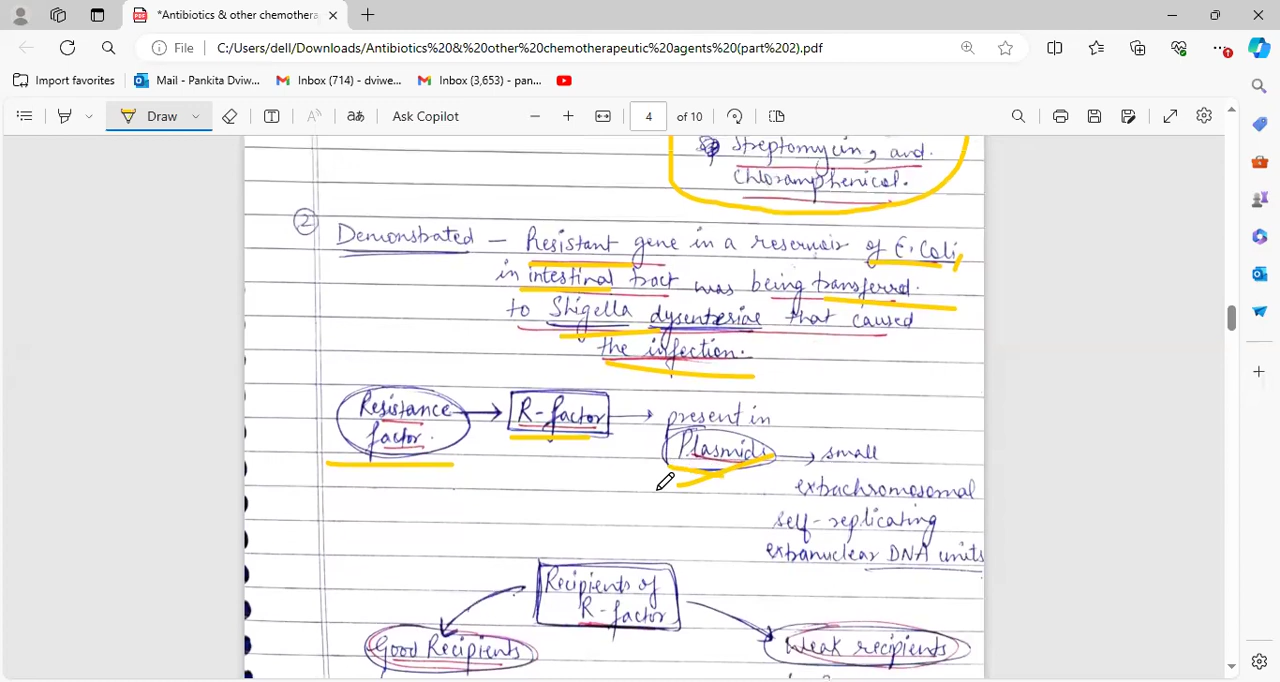 *Antibiotics & other chemothera
File C:/Users/dell/Downloads/Antibiotics%20&%20other%20chemotherapeutic%20agents%20(part%202).pdf
Import favorites Mail - Pankita Dviw... Inbox (714) - dviwe... Inbox (3,653) - pan...
Draw Ask Copilot 4 of 10
Streptomycin, and
Chloramphenicol.
② Demonstrated – Resistant gene in a reservoir of E. Coli,
in intestinal tract was being transferred.
to Shigella dysenteriae that caused
the infection.
Resistance factor. → R-factor → present in
Plasmids → small
extrachromosomal
self-replicating
extranuclear DNA units
Recipients of
R-factor
Good Recipients Weak recipients